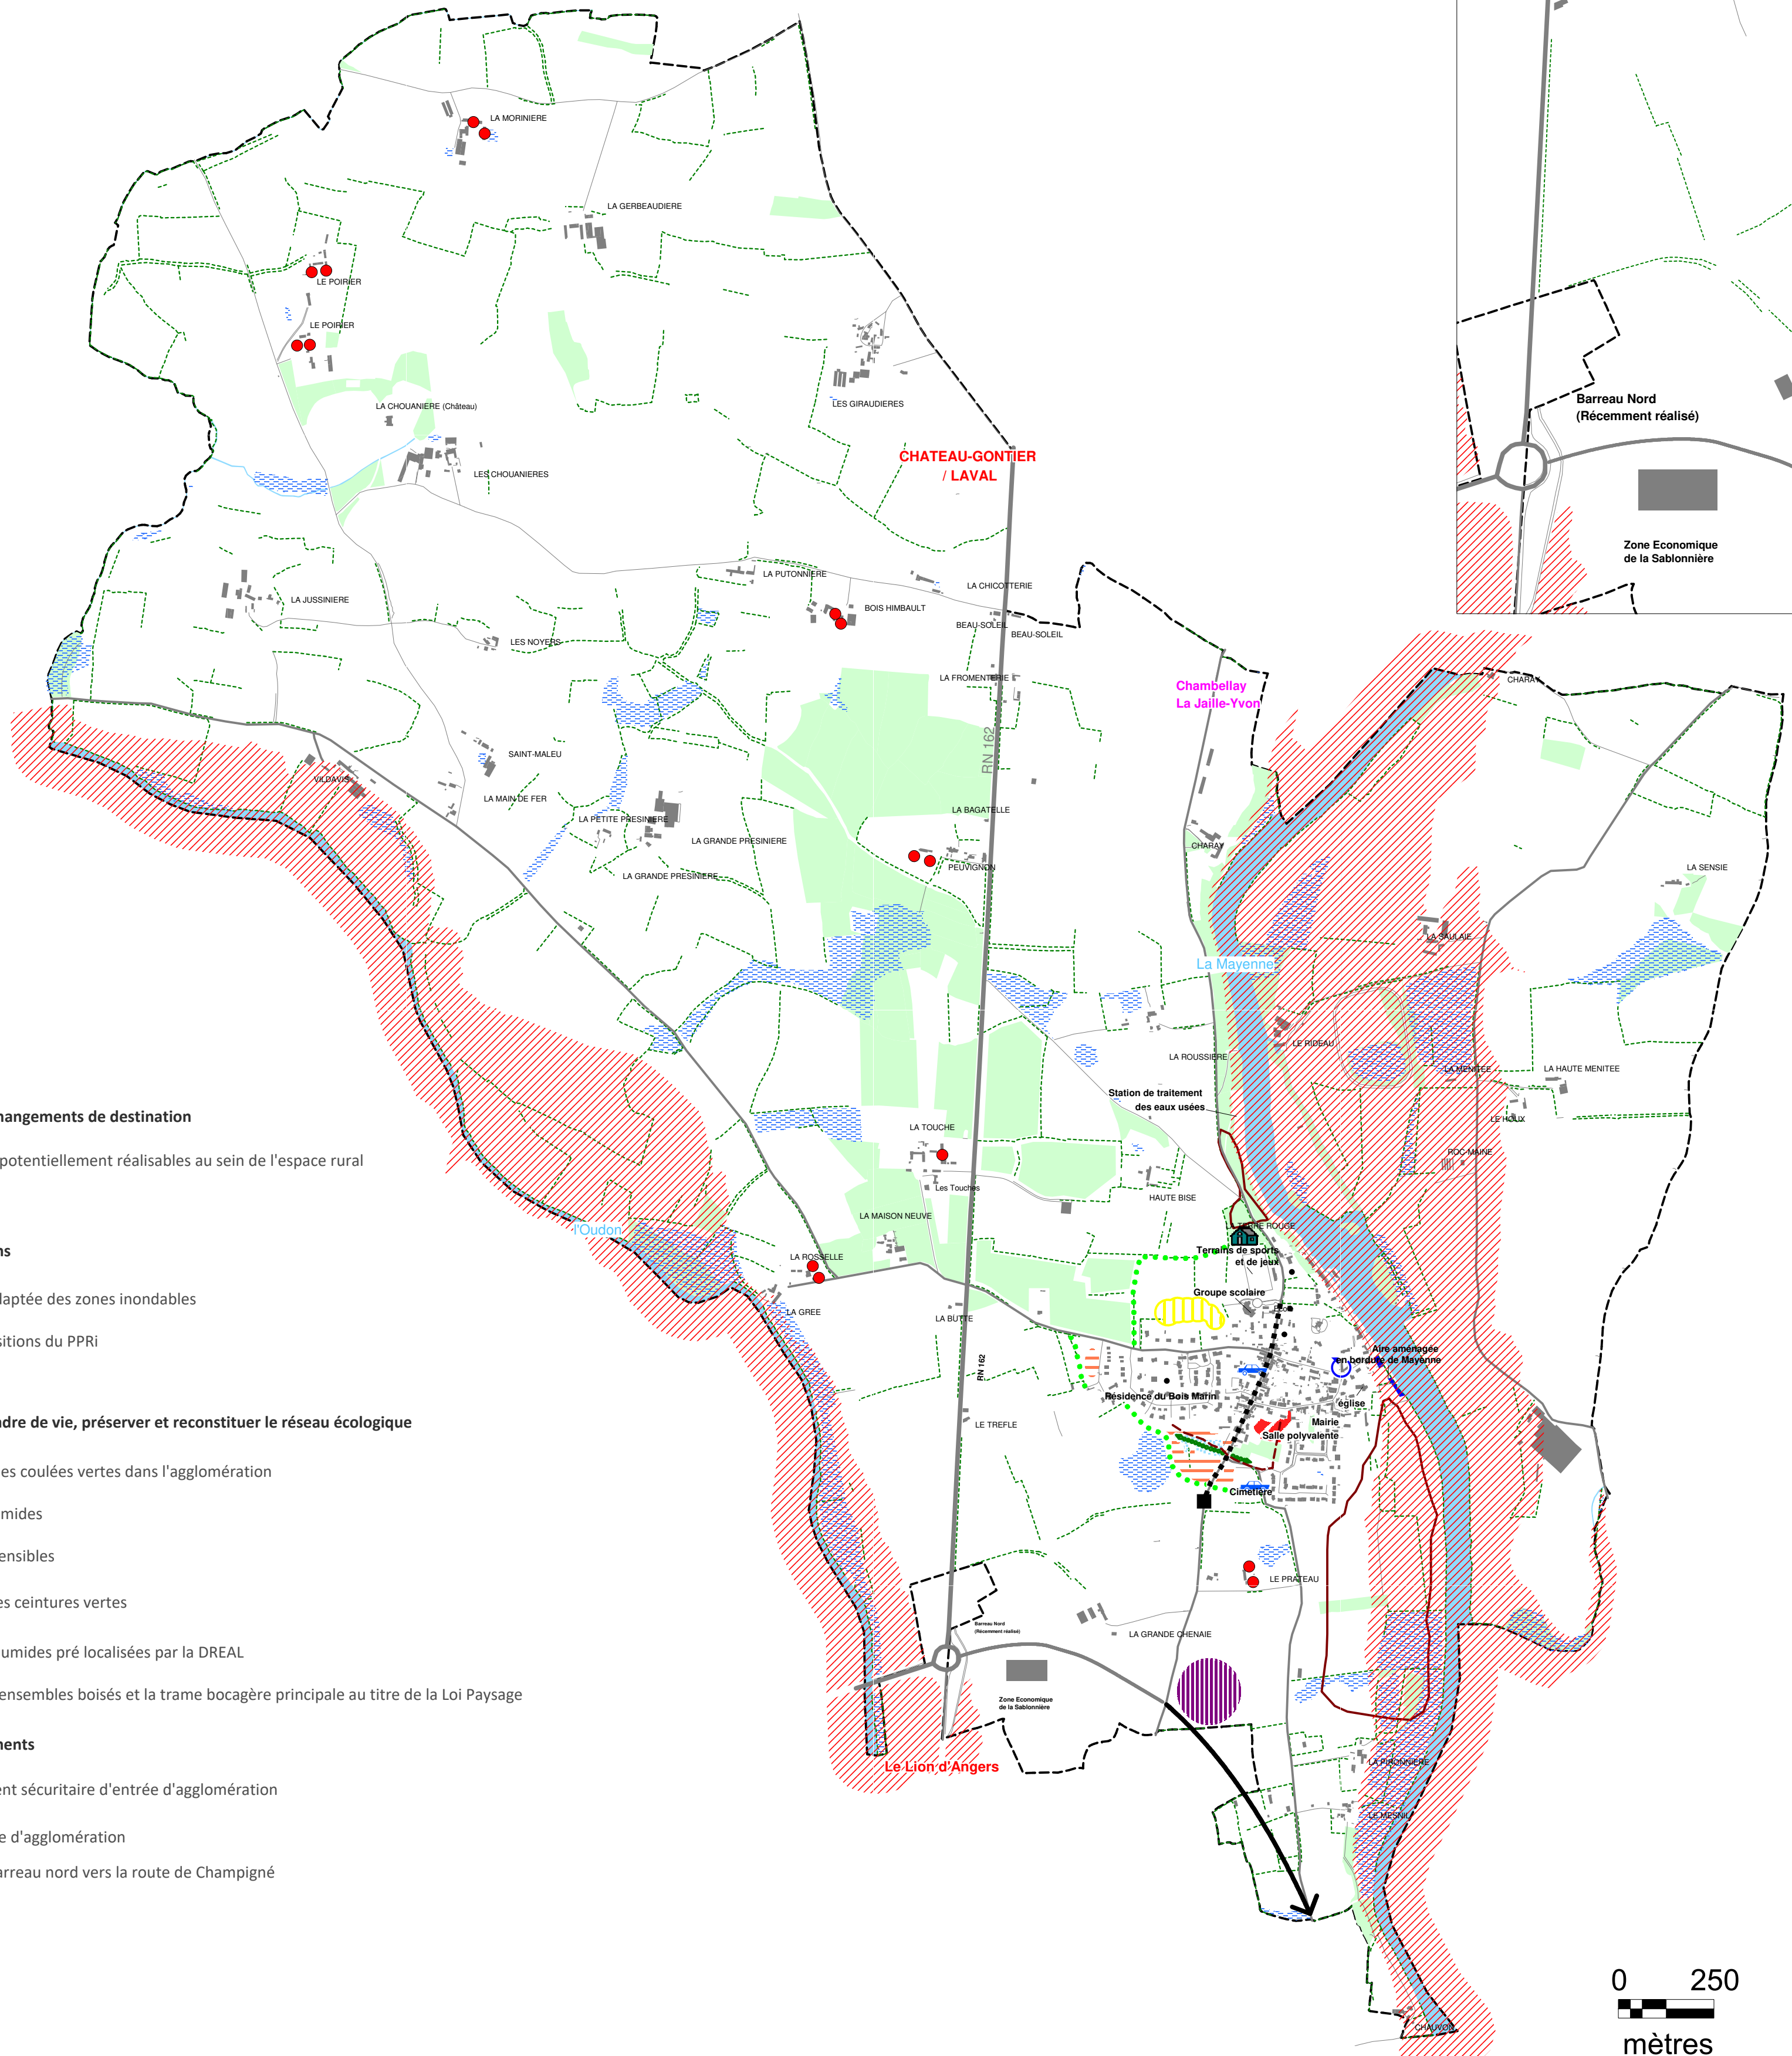 LA MORINIERE
LA GERBEAUDIERE
LE POIRIER
LE POIRIER
LA CHOUANIERE (Château)
LES GIRAUDIERES
LES CHOUANIERES
CHATEAU-GONTIER
/ LAVAL
Barreau Nord
(Récemment réalisé)
Zone Economique
de la Sablonnière
LA PUTONNIERE
LA CHICOTTERIE
LA JUSSINIERE
BOIS HIMBAULT
BEAU-SOLEIL
BEAU-SOLEIL
LES NOYERS
LA FROMENTERIE
Chambellay
La Jaille-Yvon
CHARAY
RN 162
SAINT-MALEU
VILDAVIS
LA MAIN DE FER
LA PETITE PRESINIERE
LA BAGATELLE
LA GRANDE PRESINIERE
CHARAY
PEUVIGNON
LA SENSIE
LA GRANDE PRESINIERE
LA SAULAIE
La Mayenne
LE RIDEAU
LA ROUSSIERE
LA MENITEE
LA HAUTE MENITEE
Station de traitement
des eaux usées
hangements de destination
LE HOUX
LA TOUCHE
ROC-MAINE
potentiellement réalisables au sein de l'espace rural
Les Touches
HAUTE BISE
LA MAISON NEUVE
l'Oudon
TERRE ROUGE
ns
LA ROSSELLE
Terrains de sports
et de jeux
daptée des zones inondables
Groupe scolaire
LA GREE
LA BUTTE
sitions du PPRi
Aire aménagée
en bordure de Mayenne
RN 162
Résidence du Bois Marin
église
LE TREFLE
Mairie
Salle polyvalente
adre de vie, préserver et reconstituer le réseau écologique
les coulées vertes dans l'agglomération
Cimetière
umides
ensibles
LE PRATEAU
es ceintures vertes
Barreau Nord
(Récemment réalisé)
LA GRANDE CHENAIE
umides pré localisées par la DREAL
ensembles boisés et la trame bocagère principale au titre de la Loi Paysage
Zone Economique
de la Sablonnière
ments
LA PIRONNIERE
Le Lion d'Angers
ent sécuritaire d'entrée d'agglomération
LE MESNIL
e d'agglomération
arreau nord vers la route de Champigné
0 250
mètres
CHAUVON